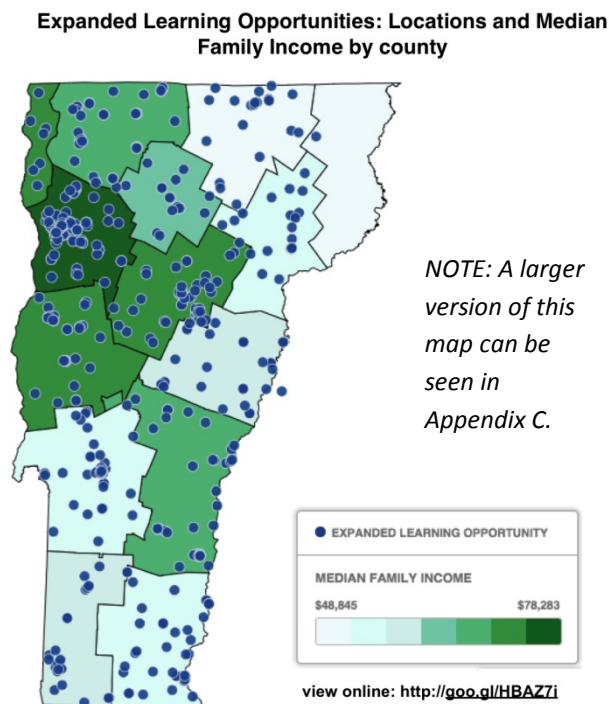 Expanded Learning Opportunities: Locations and Median
Family Income by county
NOTE: A larger
version of this
map can be
seen in
Appendix C.
EXPANDED LEARNING OPPORTUNITY
MEDIAN FAMILY INCOME
$48,845 $78,283
view online: http://goo.gl/HBAZ7i